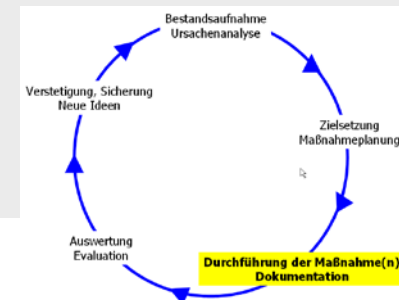 Bestandsaufnahme
Ursachenanalyse
Zielsetzung
Maßnahmeplanung
Durchführung der Maßnahme(n)
Dokumentation
Auswertung
Evaluation
Verstetigung, Sicherung
Neue Ideen